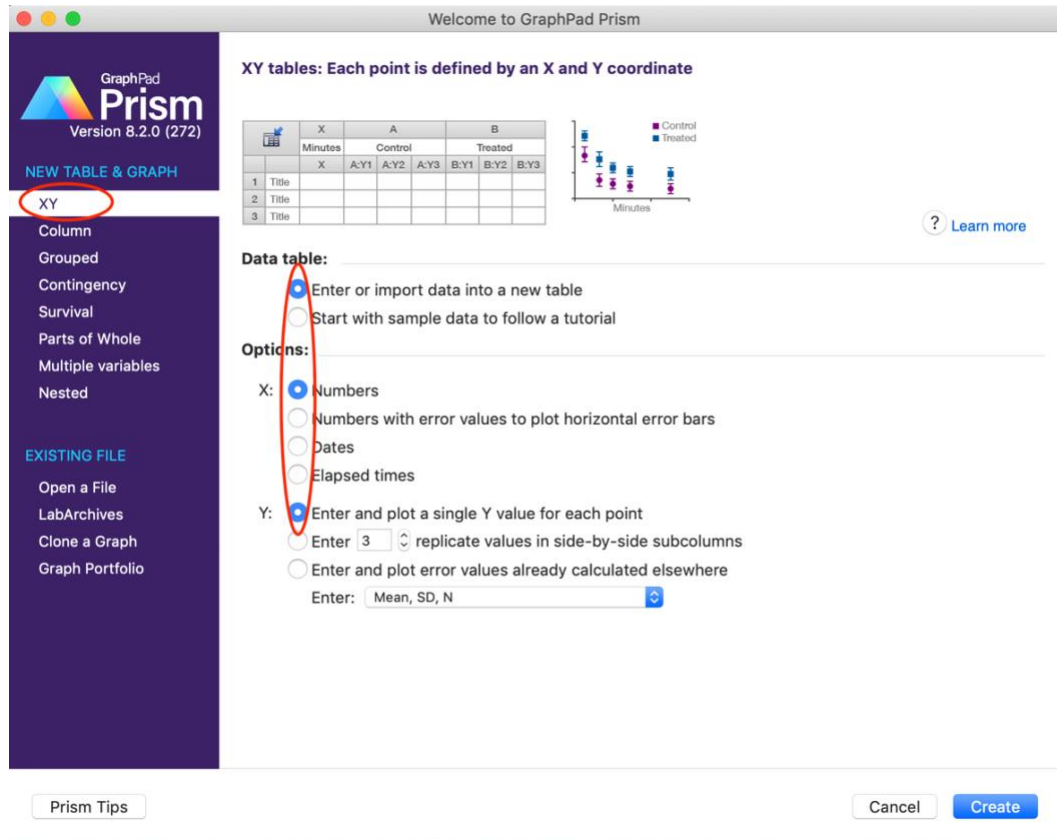 Welcome to GraphPad Prism
GraphPad
Prism
Version 8.2.0 (272)
NEW TABLE & GRAPH
XY
Column
Grouped
Contingency
Survival
Parts of Whole
Multiple variables
Nested
EXISTING FILE
Open a File
LabArchives
Clone a Graph
Graph Portfolio
XY tables: Each point is defined by an X and Y coordinate
X A B
Minutes Control Treated
X A:Y1 A:Y2 A:Y3 B:Y1 B:Y2 B:Y3
1 Title
2 Title
3 Title
Control
Treated
Minutes
? Learn more
Data table:
Enter or import data into a new table
Start with sample data to follow a tutorial
Options:
X: Numbers
Numbers with error values to plot horizontal error bars
Dates
Elapsed times
Y: Enter and plot a single Y value for each point
Enter 3 replicate values in side-by-side subcolumns
Enter and plot error values already calculated elsewhere
Enter: Mean, SD, N
Prism Tips
Cancel
Create